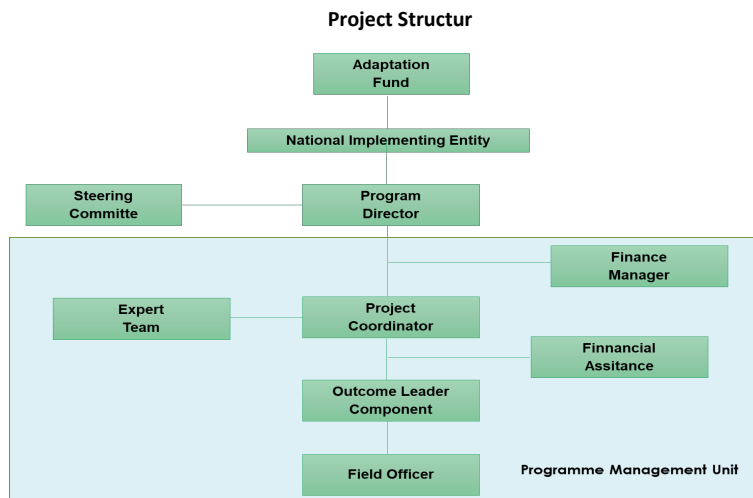 Project Structur
Adaptation
Fund
National Implementing Entity
Steering
Committe
Program
Director
Finance
Manager
Expert
Team
Project
Coordinator
Finnancial
Assitance
Outcome Leader
Component
Field Officer
Programme Management Unit